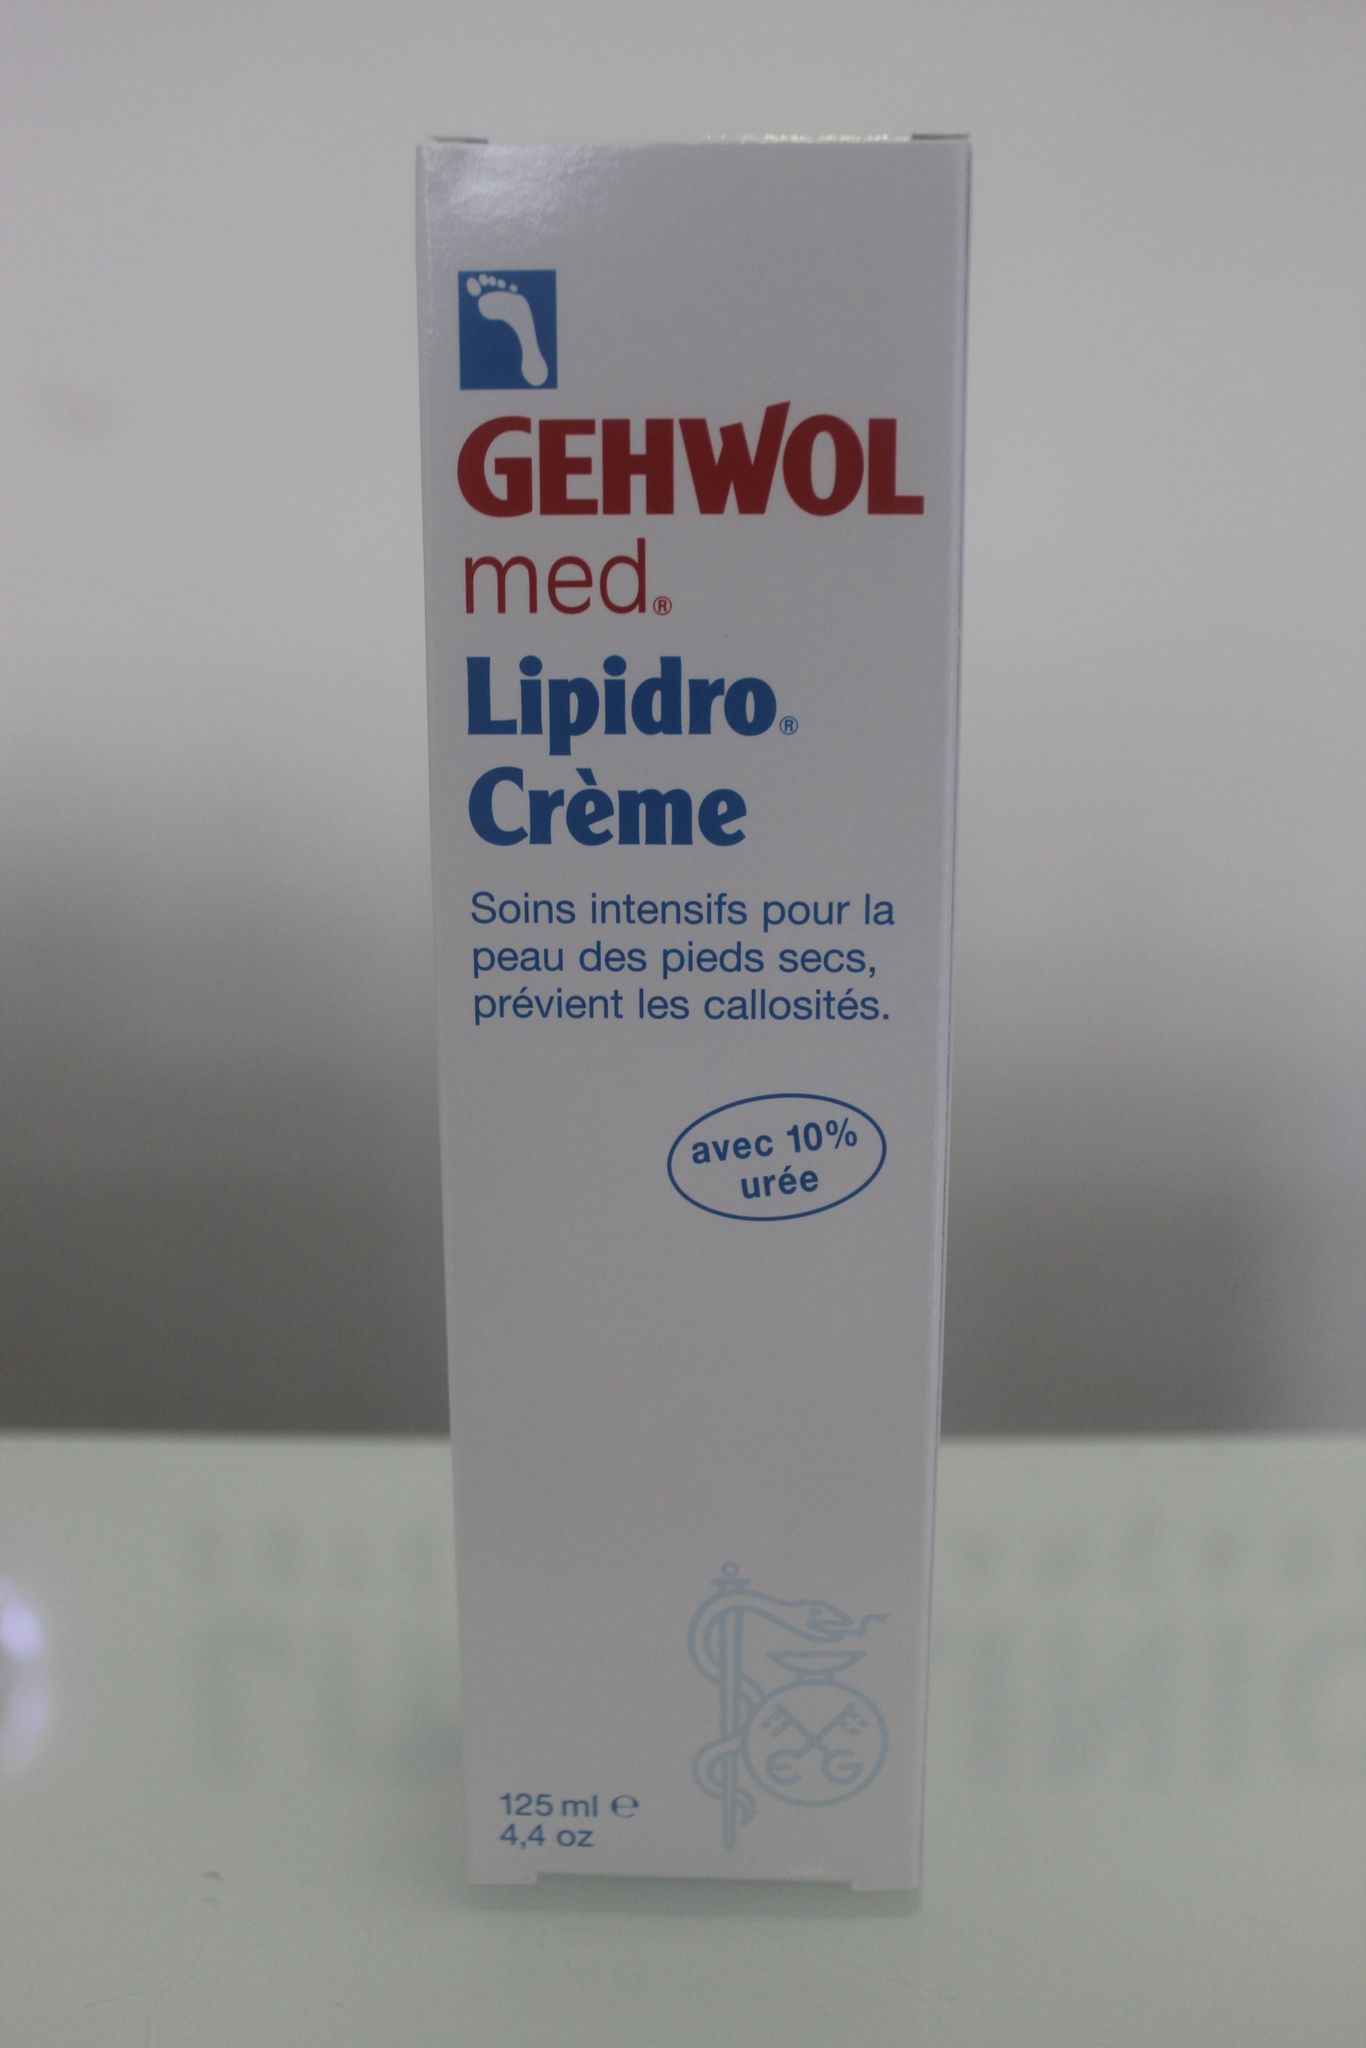 GEHWOL
med®
Lipidro®
Crème
Soins intensifs pour la
peau des pieds secs,
prévient les callosités.
avec 10%
urée
E G
125 ml ℮
4,4 oz